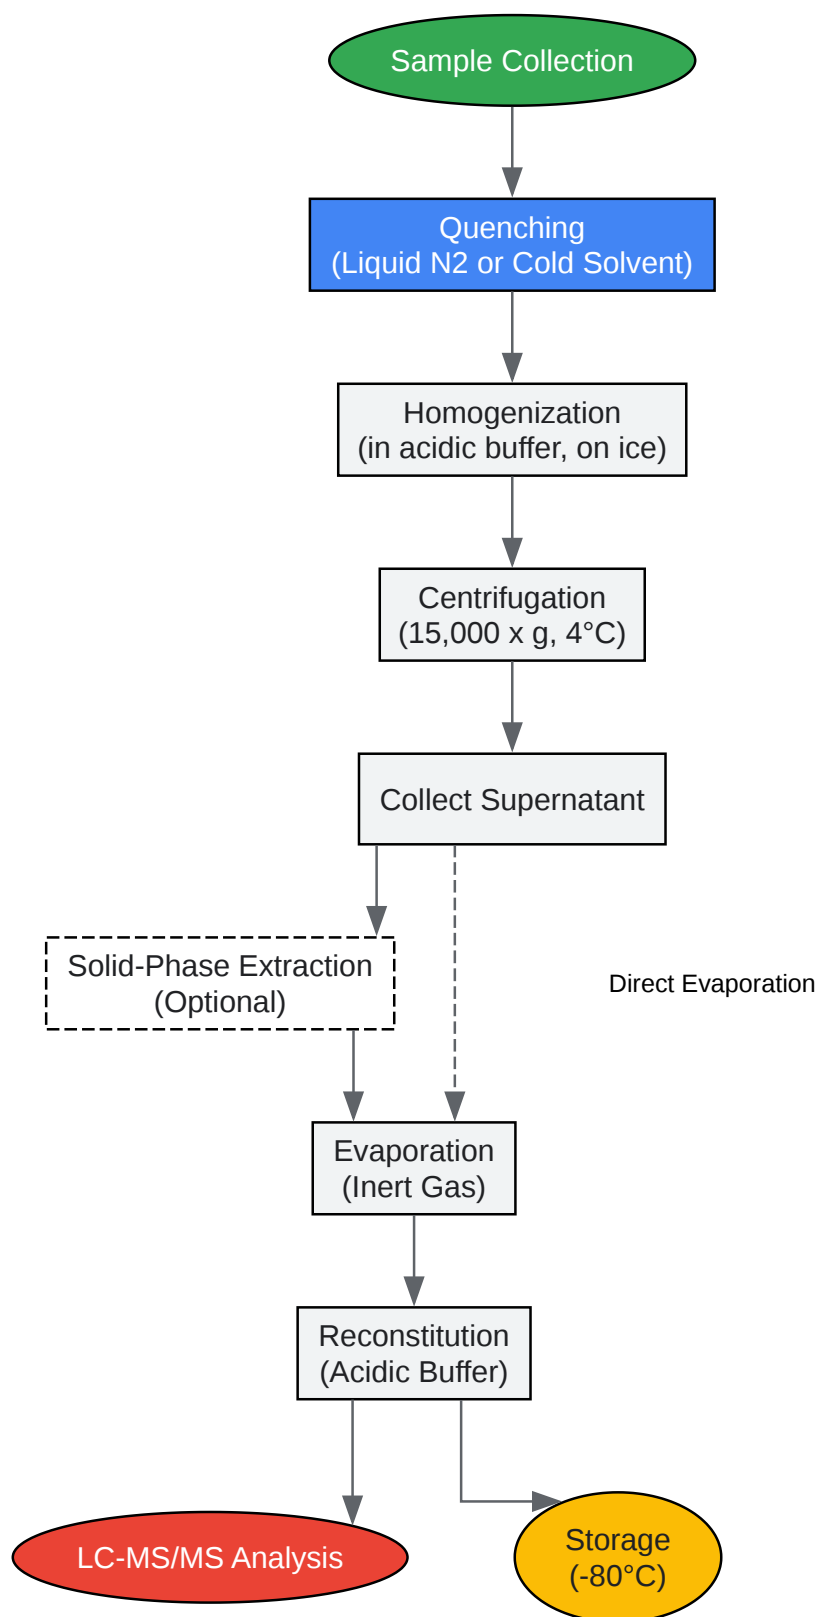 Sample Collection
Quenching
(Liquid N2 or Cold Solvent)
Homogenization
(in acidic buffer, on ice)
Centrifugation
(15,000 x g, 4°C)
Collect Supernatant
Solid-Phase Extraction
(Optional)
Direct Evaporation
Evaporation
(Inert Gas)
Reconstitution
(Acidic Buffer)
LC-MS/MS Analysis
Storage
(-80°C)